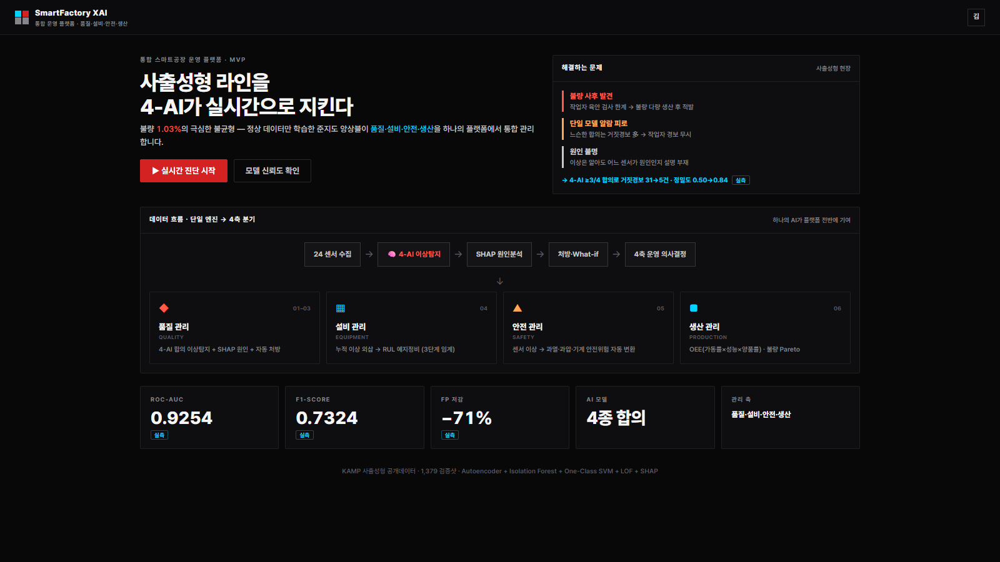 SmartFactory XAI
통합 운영 플랫폼 · 품질·설비·안전·생산
김
통합 스마트공장 운영 플랫폼 · MVP
사출성형 라인을
4-AI가 실시간으로 지킨다
불량 1.03%의 극심한 불균형 — 정상 데이터만 학습한 준지도 앙상블이 품질·설비·안전·생산을 하나의 플랫폼에서 통합 관리
합니다.
▶ 실시간 진단 시작
모델 신뢰도 확인
해결하는 문제
사출성형 현장
불량 사후 발견
작업자 육안 검사 한계 → 불량 다량 생산 후 적발
단일 모델 알람 피로
느슨한 합의는 거짓경보 多 → 작업자 경보 무시
원인 불명
이상은 알아도 어느 센서가 원인인지 설명 부재
→ 4-AI ≥3/4 합의로 거짓경보 31→5건 · 정밀도 0.50→0.84 실측
데이터 흐름 · 단일 엔진 → 4축 분기
하나의 AI가 플랫폼 전반에 기여
24 센서 수집 → 🧠 4-AI 이상탐지 → SHAP 원인분석 → 처방·What-if → 4축 운영 의사결정
↓
01–03
품질 관리
QUALITY
4-AI 합의 이상탐지 + SHAP 원인 + 자동 처방
04
설비 관리
EQUIPMENT
누적 이상 외삽 → RUL 예지정비 (3단계 임계)
05
안전 관리
SAFETY
센서 이상 → 과열·과압·기계 안전위험 자동 변환
06
생산 관리
PRODUCTION
OEE(가동률×성능×양품률) · 불량 Pareto
ROC-AUC
0.9254
실측
F1-SCORE
0.7324
실측
FP 저감
−71%
실측
AI 모델
4종 합의
관리 축
품질·설비·안전·생산
KAMP 사출성형 공개데이터 · 1,379 검증샷 · Autoencoder + Isolation Forest + One-Class SVM + LOF + SHAP